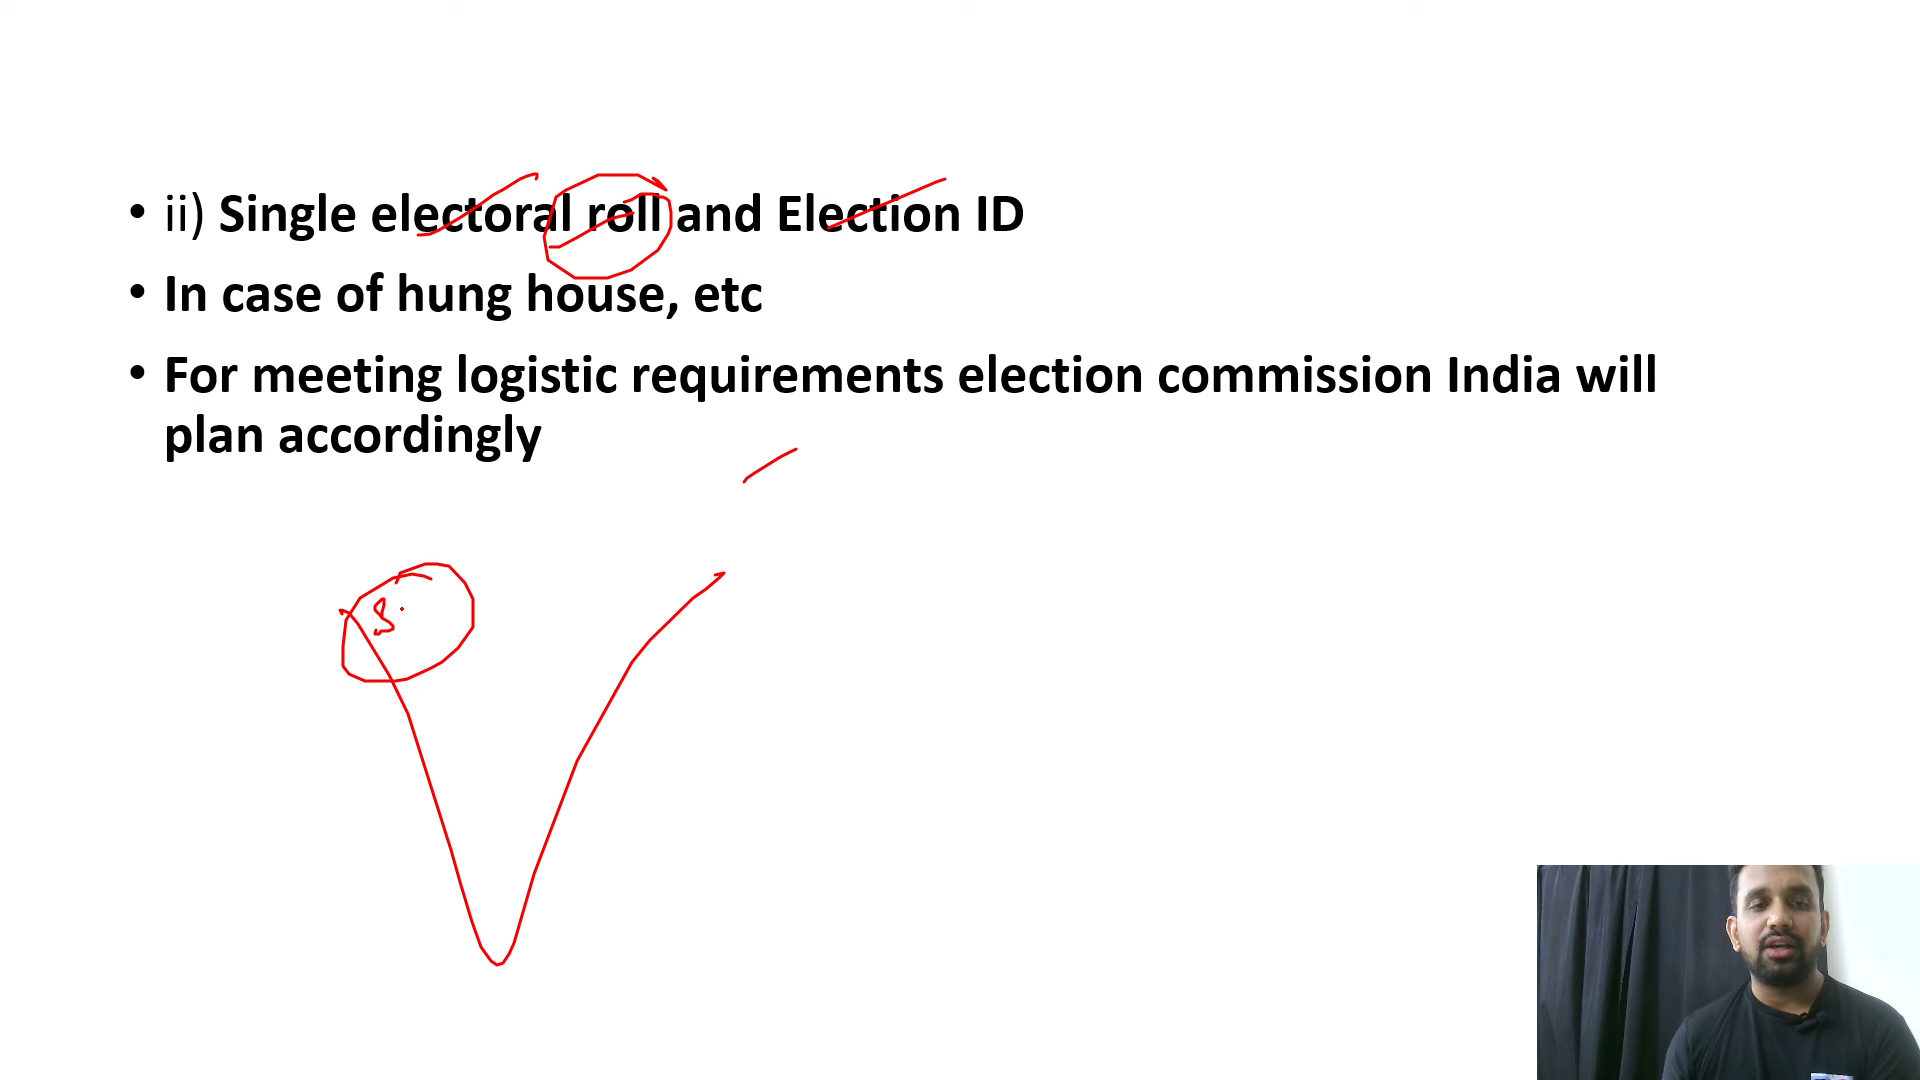 • ii) Single electoral roll and Election ID
• In case of hung house, etc
• For meeting logistic requirements election commission India will
plan accordingly